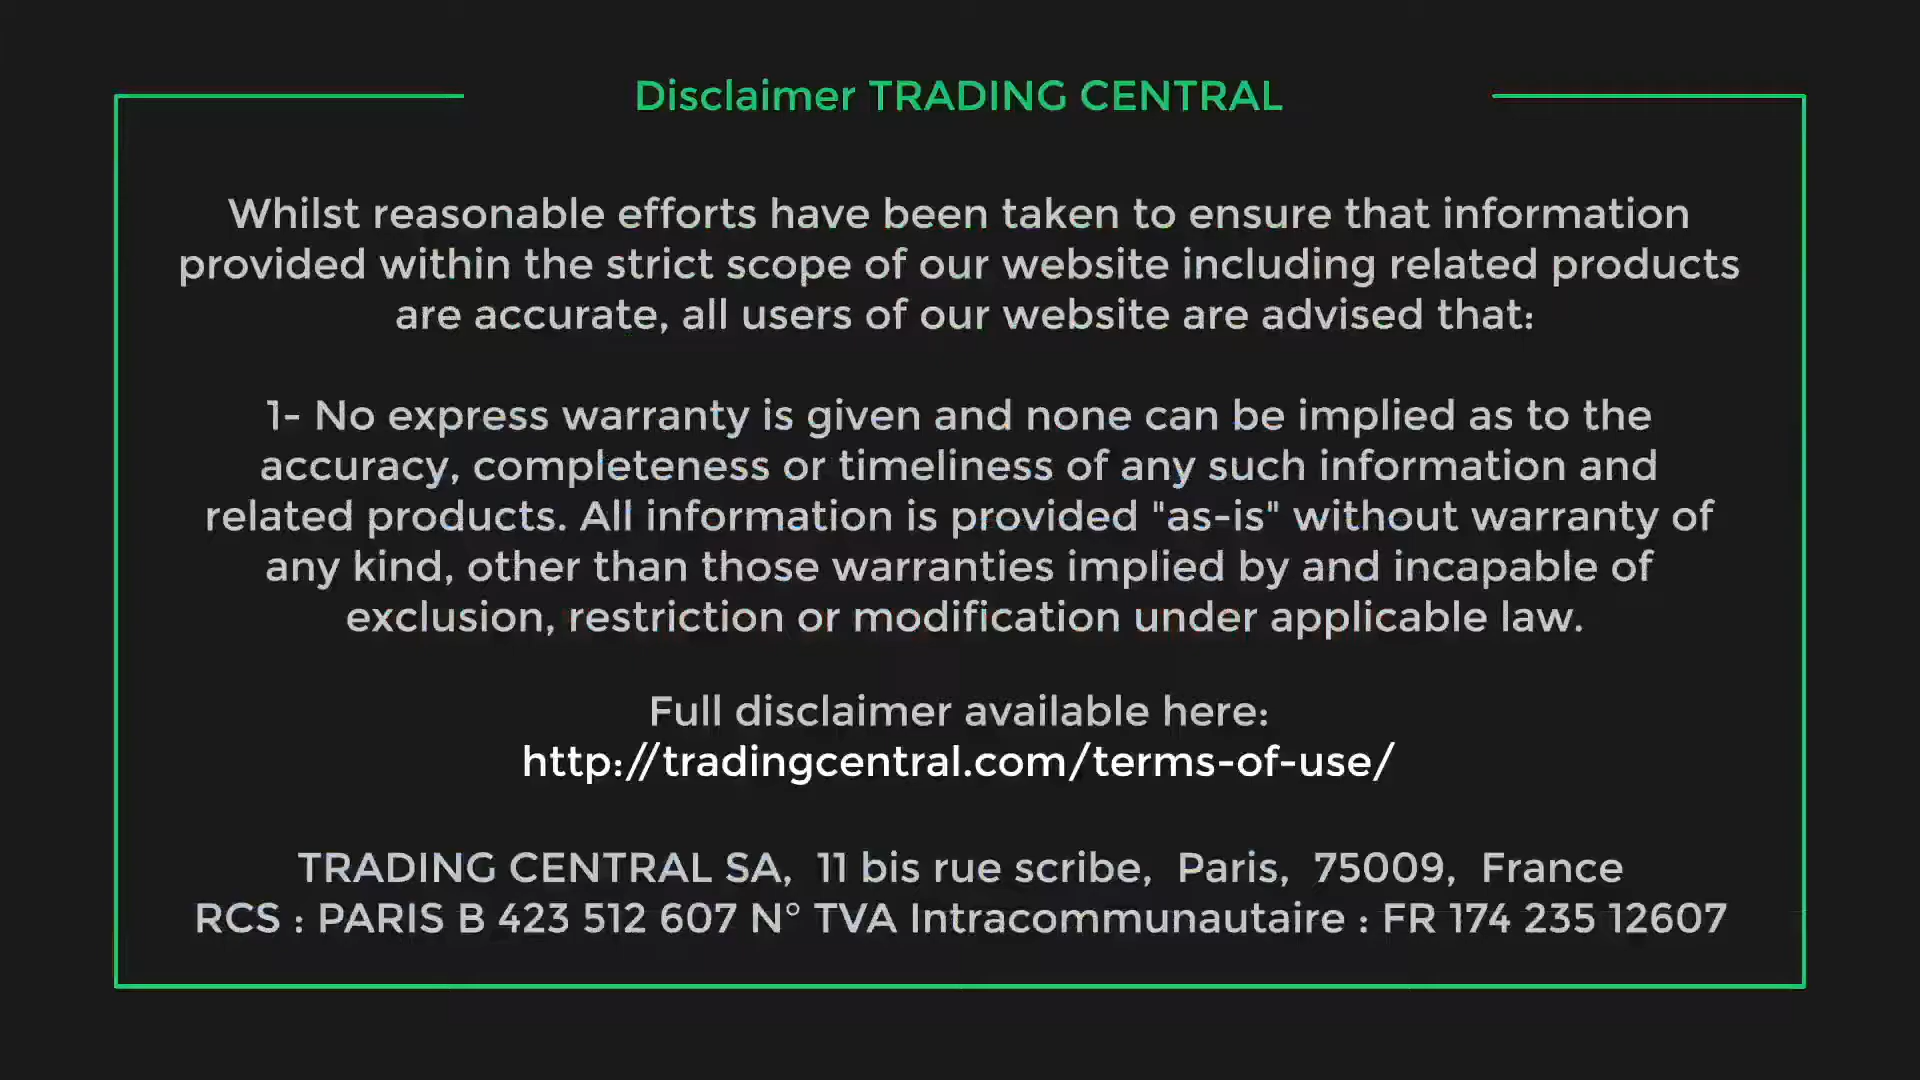 Disclaimer TRADING CENTRAL
Whilst reasonable efforts have been taken to ensure that information
provided within the strict scope of our website including related products
are accurate, all users of our website are advised that:
1- No express warranty is given and none can be implied as to the
accuracy, completeness or timeliness of any such information and
related products. All information is provided "as-is" without warranty of
any kind, other than those warranties implied by and incapable of
exclusion, restriction or modification under applicable law.
Full disclaimer available here:
http://tradingcentral.com/terms-of-use/
TRADING CENTRAL SA, 11 bis rue scribe, Paris, 75009, France
RCS : PARIS B 423 512 607 N° TVA Intracommunautaire : FR 174 235 12607